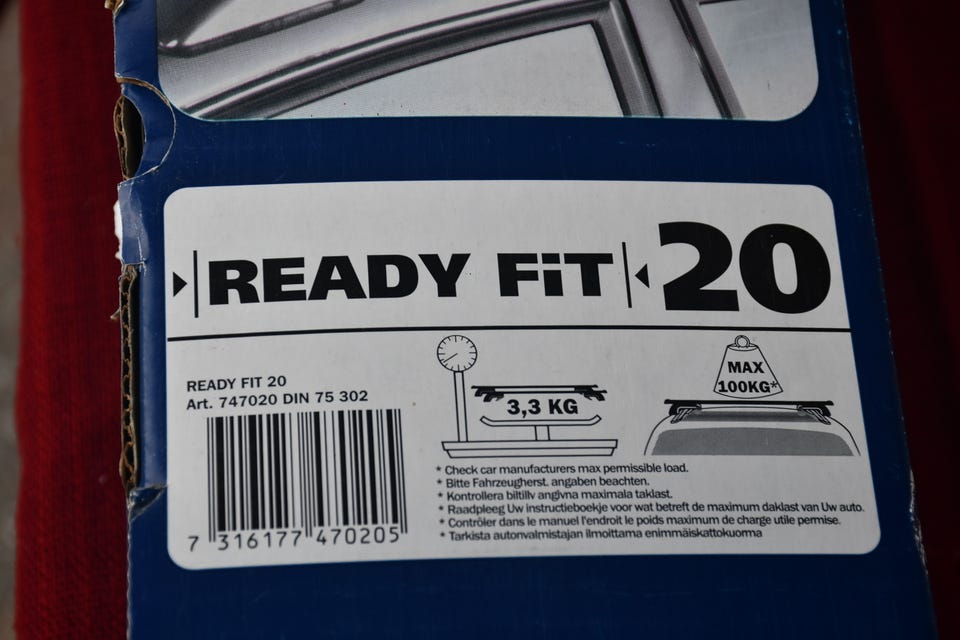 READY FiT 20
READY FIT 20
Art. 747020 DIN 75 302
7 316177 470205
3,3 KG
MAX
100KG*
* Check car manufacturers max permissible load.
* Bitte Fahrzeugherst. angaben beachten.
* Kontrollera biltillv angivna maximala taklast.
* Raadpleeg Uw instructieboekje voor wat betreft de maximum daklast van Uw auto.
* Contrôler dans le manuel l'endroit le poids maximum de charge utile permise.
* Tarkista autonvalmistajan ilmoittama enimmäiskattokuorma